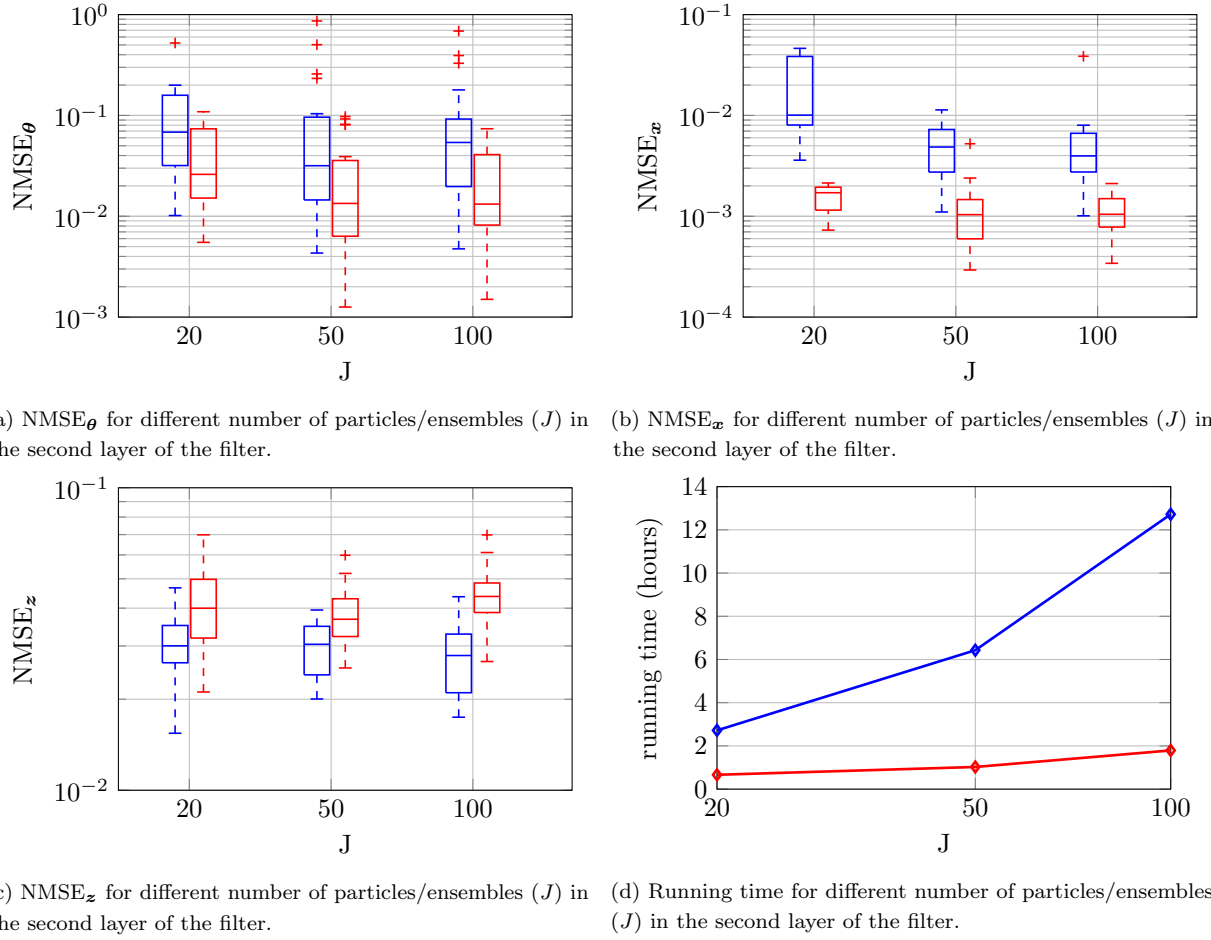 10^0
10^{-1}
10^{-2}
10^{-3}
NMSE_θ
20
50
100
J
10^{-1}
10^{-2}
10^{-3}
10^{-4}
NMSE_x
20
50
100
J
a) NMSE_θ for different number of particles/ensembles (J) in
the second layer of the filter.
(b) NMSE_x for different number of particles/ensembles (J) in
the second layer of the filter.
10^{-1}
10^{-2}
NMSE_z
20
50
100
J
14
12
10
8
6
4
2
0
running time (hours)
20
50
100
J
c) NMSE_z for different number of particles/ensembles (J) in
the second layer of the filter.
(d) Running time for different number of particles/ensembles
(J) in the second layer of the filter.